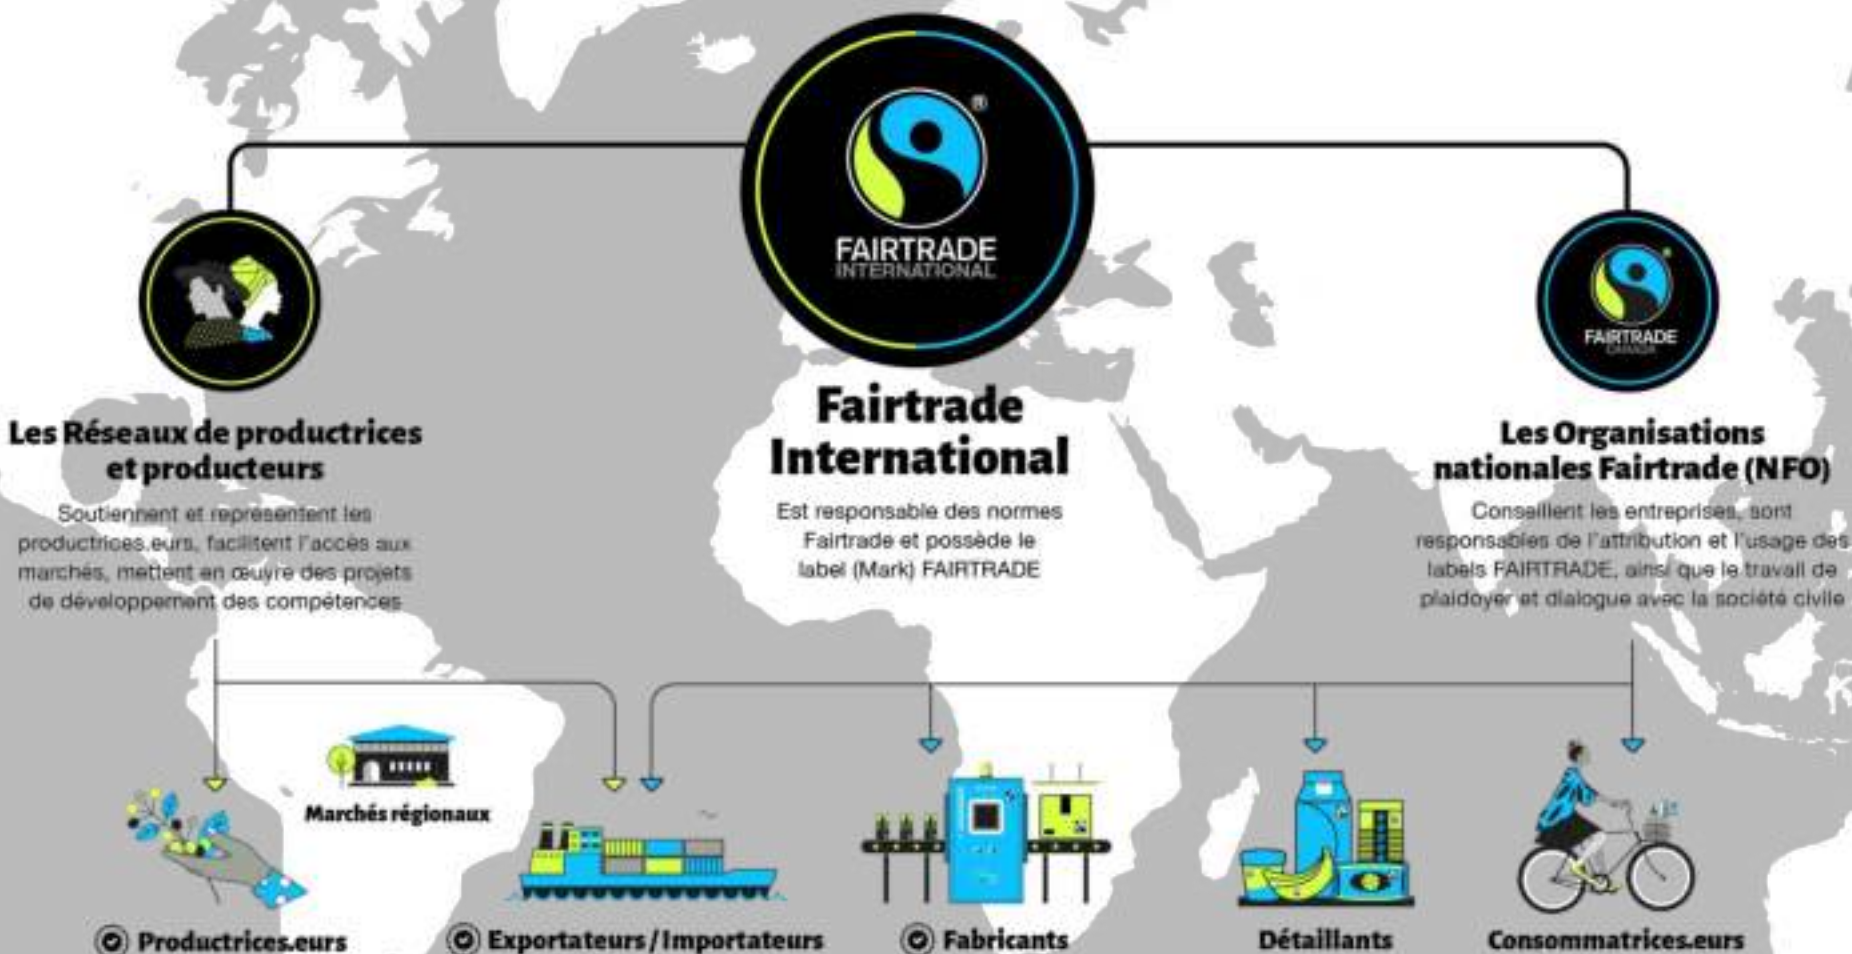 ®
FAIRTRADE
INTERNATIONAL
FAIRTRADE
CANADA
Fairtrade
International
Est responsable des normes
Fairtrade et possède le
label (Mark) FAIRTRADE
Les Réseaux de productrices
et producteurs
Soutiennent et représentent les
productrices.eurs, facilitent l'accès aux
marchés, mettent en œuvre des projets
de développement des compétences
Les Organisations
nationales Fairtrade (NFO)
Conseillent les entreprises, sont
responsables de l'attribution et l'usage des
labels FAIRTRADE, ainsi que le travail de
plaidoyer et dialogue avec la société civile
Marchés régionaux
Productrices.eurs
Exportateurs / Importateurs
Fabricants
Détaillants
Consommatrices.eurs